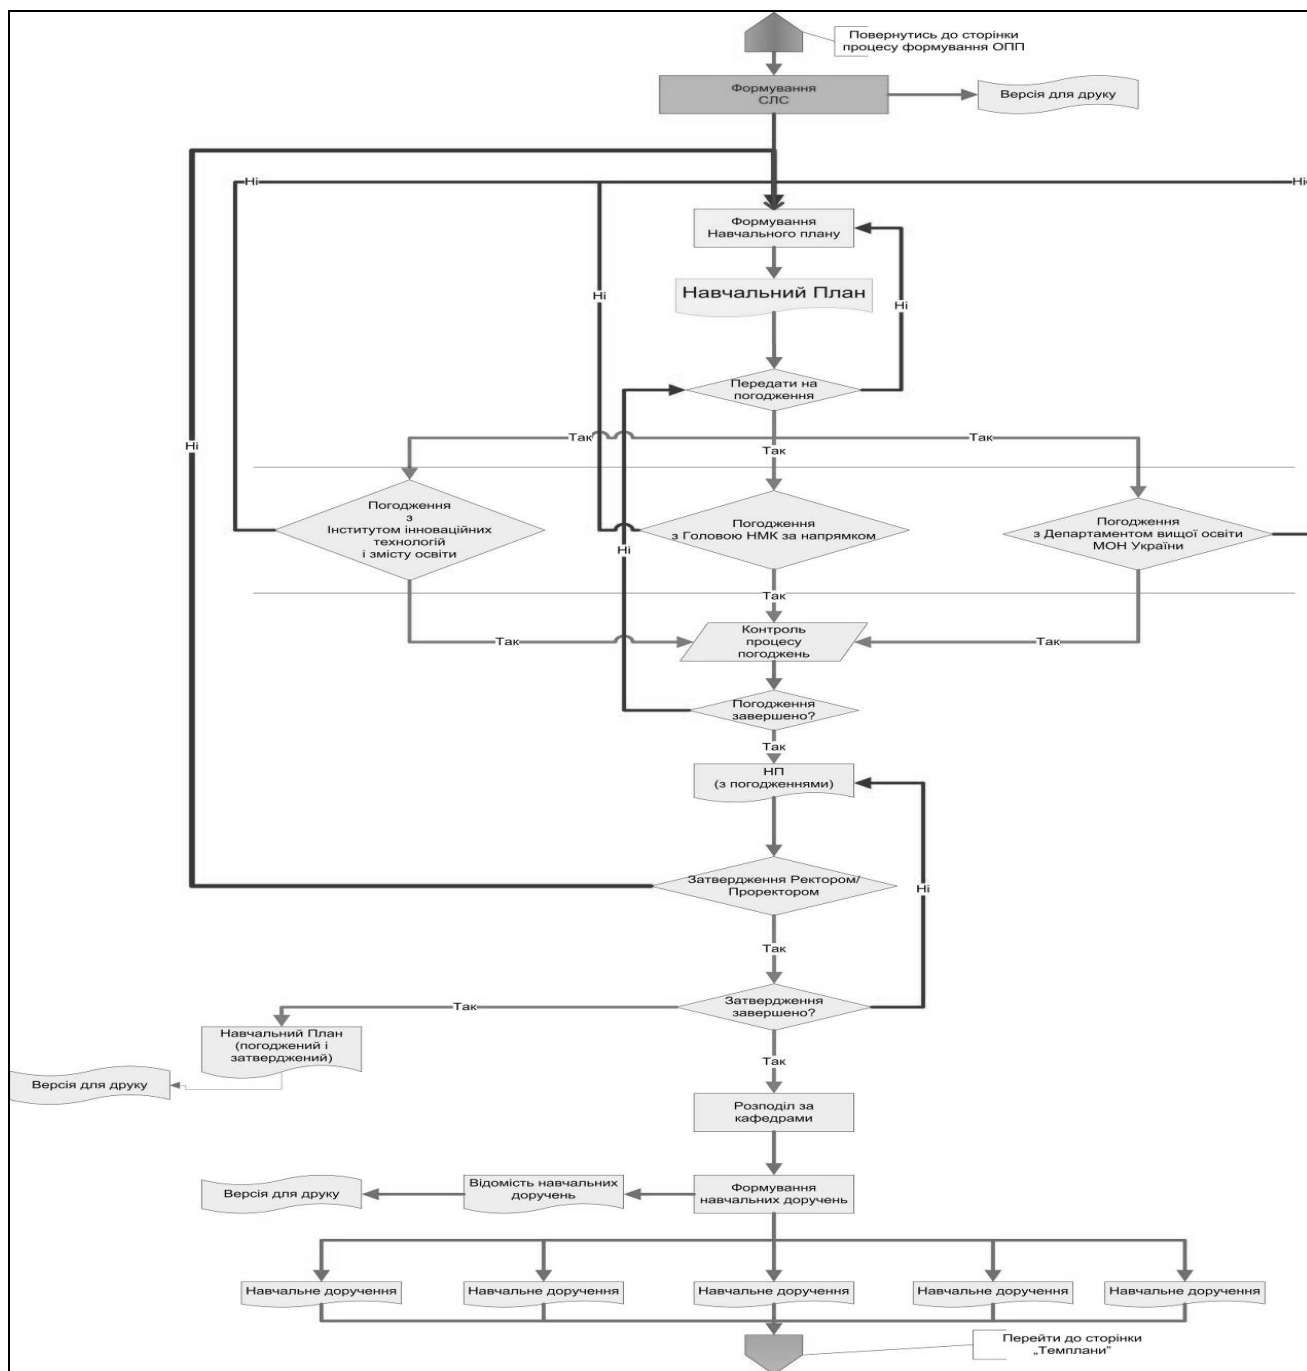 Повернутись до сторінки
процесу формування ОПП
Формування
СЛС
Версія для друку
Ні
Ні
Формування
Навчального плану
Навчальний План
Ні
Ні
Передати на
погодження
Ні
Так
Так
Так
Погодження
з
Інститутом інноваційних
технологій
і змісту освіти
Погодження
з Головою НМК за напрямком
Погодження
з Департаментом вищої освіти
МОН України
Ні
Так
Контроль
процесу
погоджень
Так
Так
Погодження
завершено?
Так
НП
(з погодженнями)
Затвердження Ректором/
Проректором
Ні
Так
Затвердження
завершено?
Так
Навчальний План
(погоджений і
затверджений)
Так
Версія для друку
Розподіл за
кафедрами
Формування
навчальних доручень
Відомість навчальних
доручень
Версія для друку
Навчальне доручення
Навчальне доручення
Навчальне доручення
Навчальне доручення
Навчальне доручення
Перейти до сторінки
„Темплани"